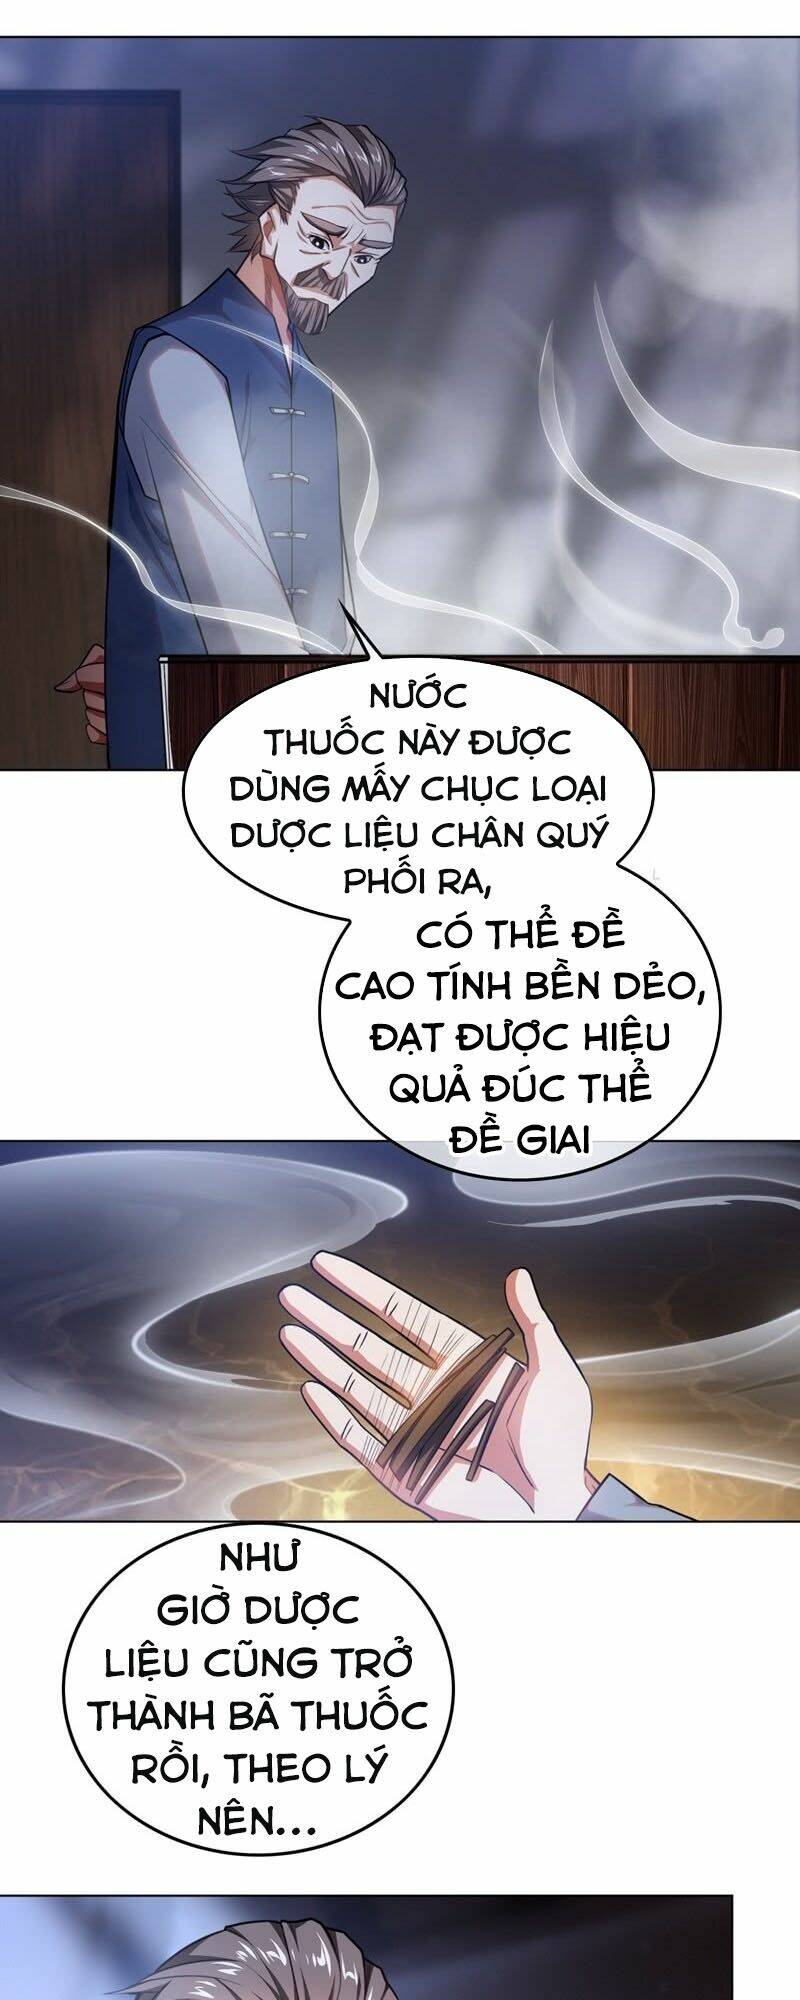 NƯỚC
THUỐC NÀY ĐƯỢC
DÙNG MẤY CHỤC LOẠI
DƯỢC LIỆU CHÂN QUÝ
PHỐI RA,
CÓ THỂ ĐỀ
CAO TÍNH BỀN DẺO,
ĐẠT ĐƯỢC HIỆU
QUẢ ĐÚC THỂ
ĐỀ GIAI
NHƯ
GIỜ DƯỢC
LIỆU CŨNG TRỞ
THÀNH BÃ THUỐC
RỒI, THEO LÝ
NÊN...